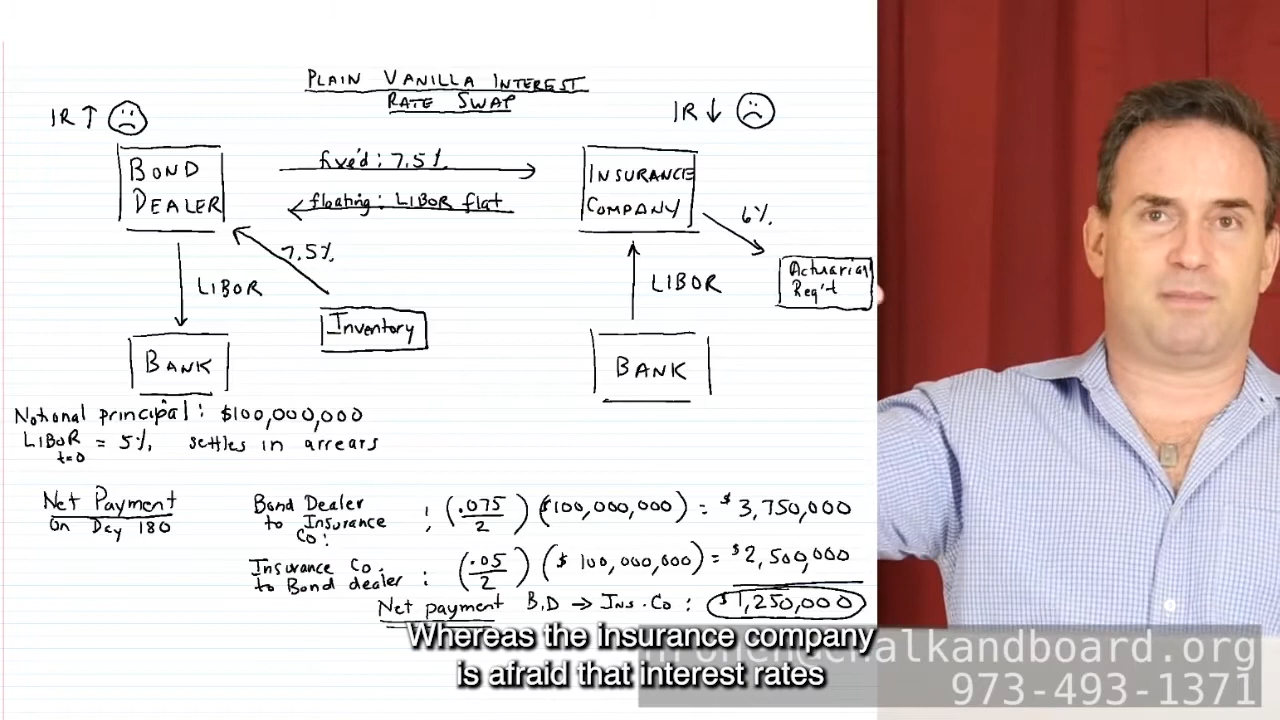 PLAIN VANILLA INTEREST
RATE SWAP
IR ↑
IR ↓
BOND
DEALER
fixed: 7.5%
floating: LIBOR flat
INSURANCE
COMPANY
6%
7.5%
LIBOR
LIBOR
Actuarial
Req't
Inventory
BANK
BANK
Notional principal: $100,000,000
LIBOR = 5% settles in arrears
t=0
Net Payment
On Day 180
Bond Dealer
to Insurance
Co:
: (.075/2) ($100,000,000) = $3,750,000
Insurance Co.
to Bond dealer : (.05/2) ($100,000,000) = $2,500,000
Net payment B.D → Ins. Co: $1,250,000
Whereas the insurance company
is afraid that interest rates
chalkandboard.org
973-493-1371